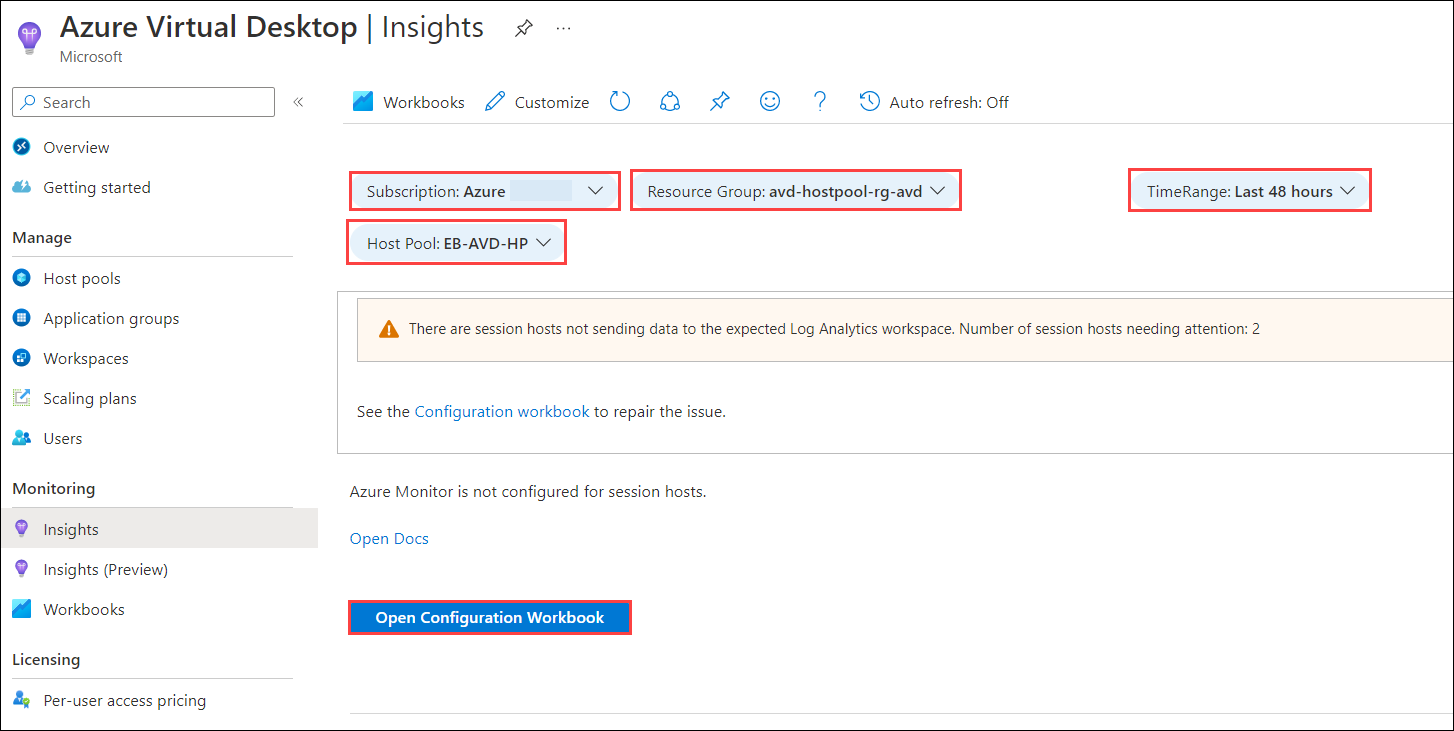 Azure Virtual Desktop | Insights
Microsoft
Search
Overview
Getting started
Manage
Host pools
Application groups
Workspaces
Scaling plans
Users
Monitoring
Insights
Insights (Preview)
Workbooks
Licensing
Per-user access pricing
Workbooks Customize Auto refresh: Off
Subscription: Azure Resource Group: avd-hostpool-rg-avd TimeRange: Last 48 hours
Host Pool: EB-AVD-HP
There are session hosts not sending data to the expected Log Analytics workspace. Number of session hosts needing attention: 2
See the Configuration workbook to repair the issue.
Azure Monitor is not configured for session hosts.
Open Docs
Open Configuration Workbook